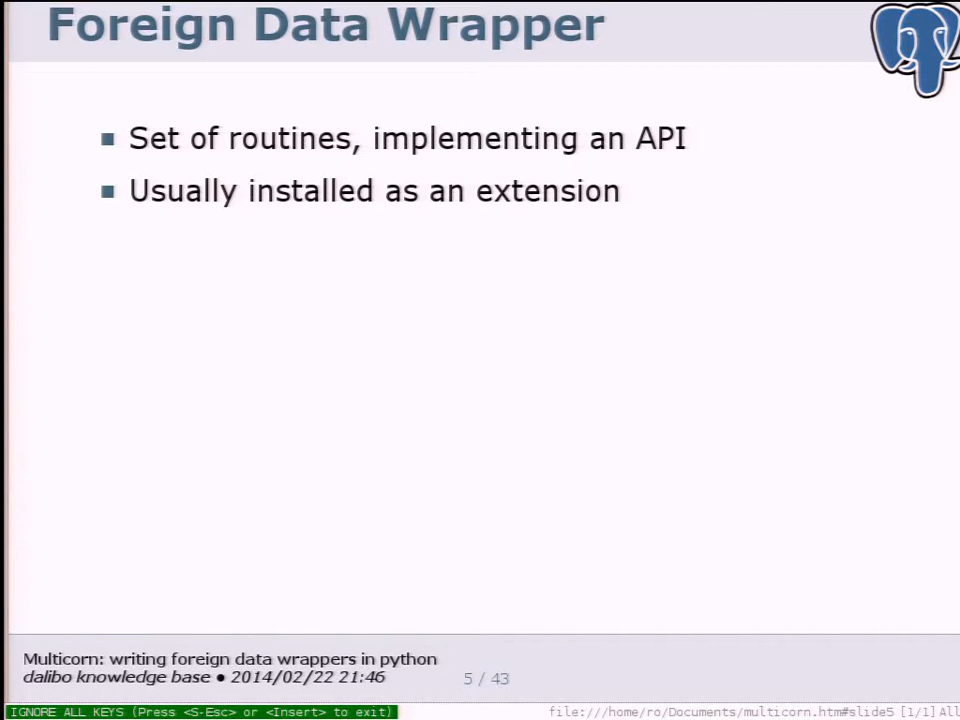 Foreign Data Wrapper
Set of routines, implementing an API
Usually installed as an extension
Multicorn: writing foreign data wrappers in python
dalibo knowledge base ● 2014/02/22 21:46
5 / 43
IGNORE ALL KEYS (Press <S-Esc> or <Insert> to exit)
file:///home/ro/Documents/multicorn.htm#slide5 [1/1] All